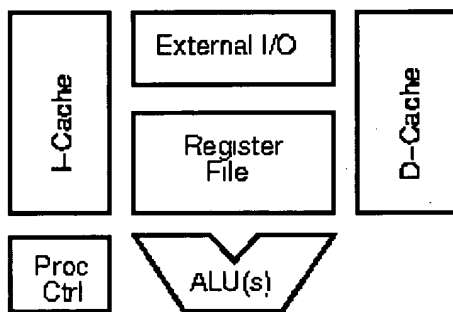 I-Cache
External I/O
Register
File
D-Cache
Proc
Ctrl
ALU(s)